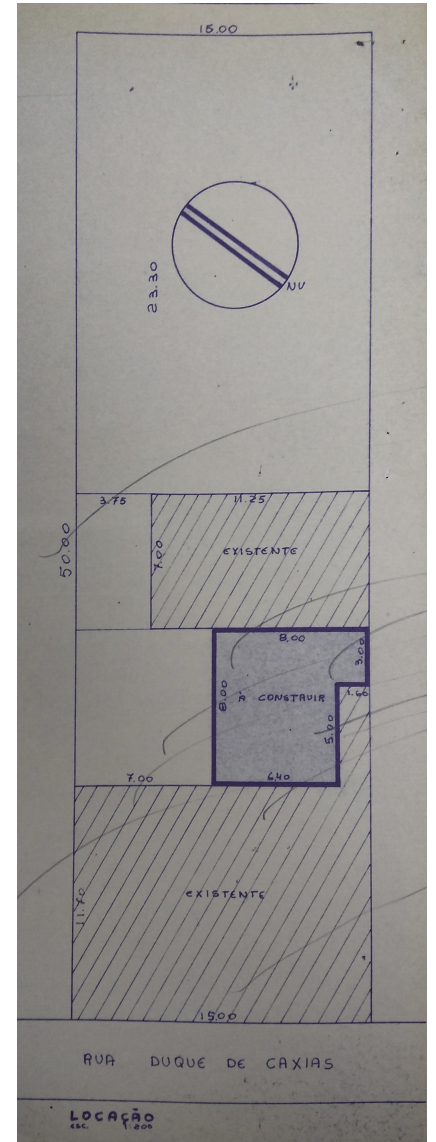 15.00
23.30
NV
50.00
3.75
11.25
7.00
EXISTENTE
8,00
3.00
8.00
À CONSTRUIR
1.66
5.00
7.00
6.40
EXISTENTE
11.70
15.00
RUA DUQUE DE CAXIAS
LOCAÇÃO
ESC. 1:200